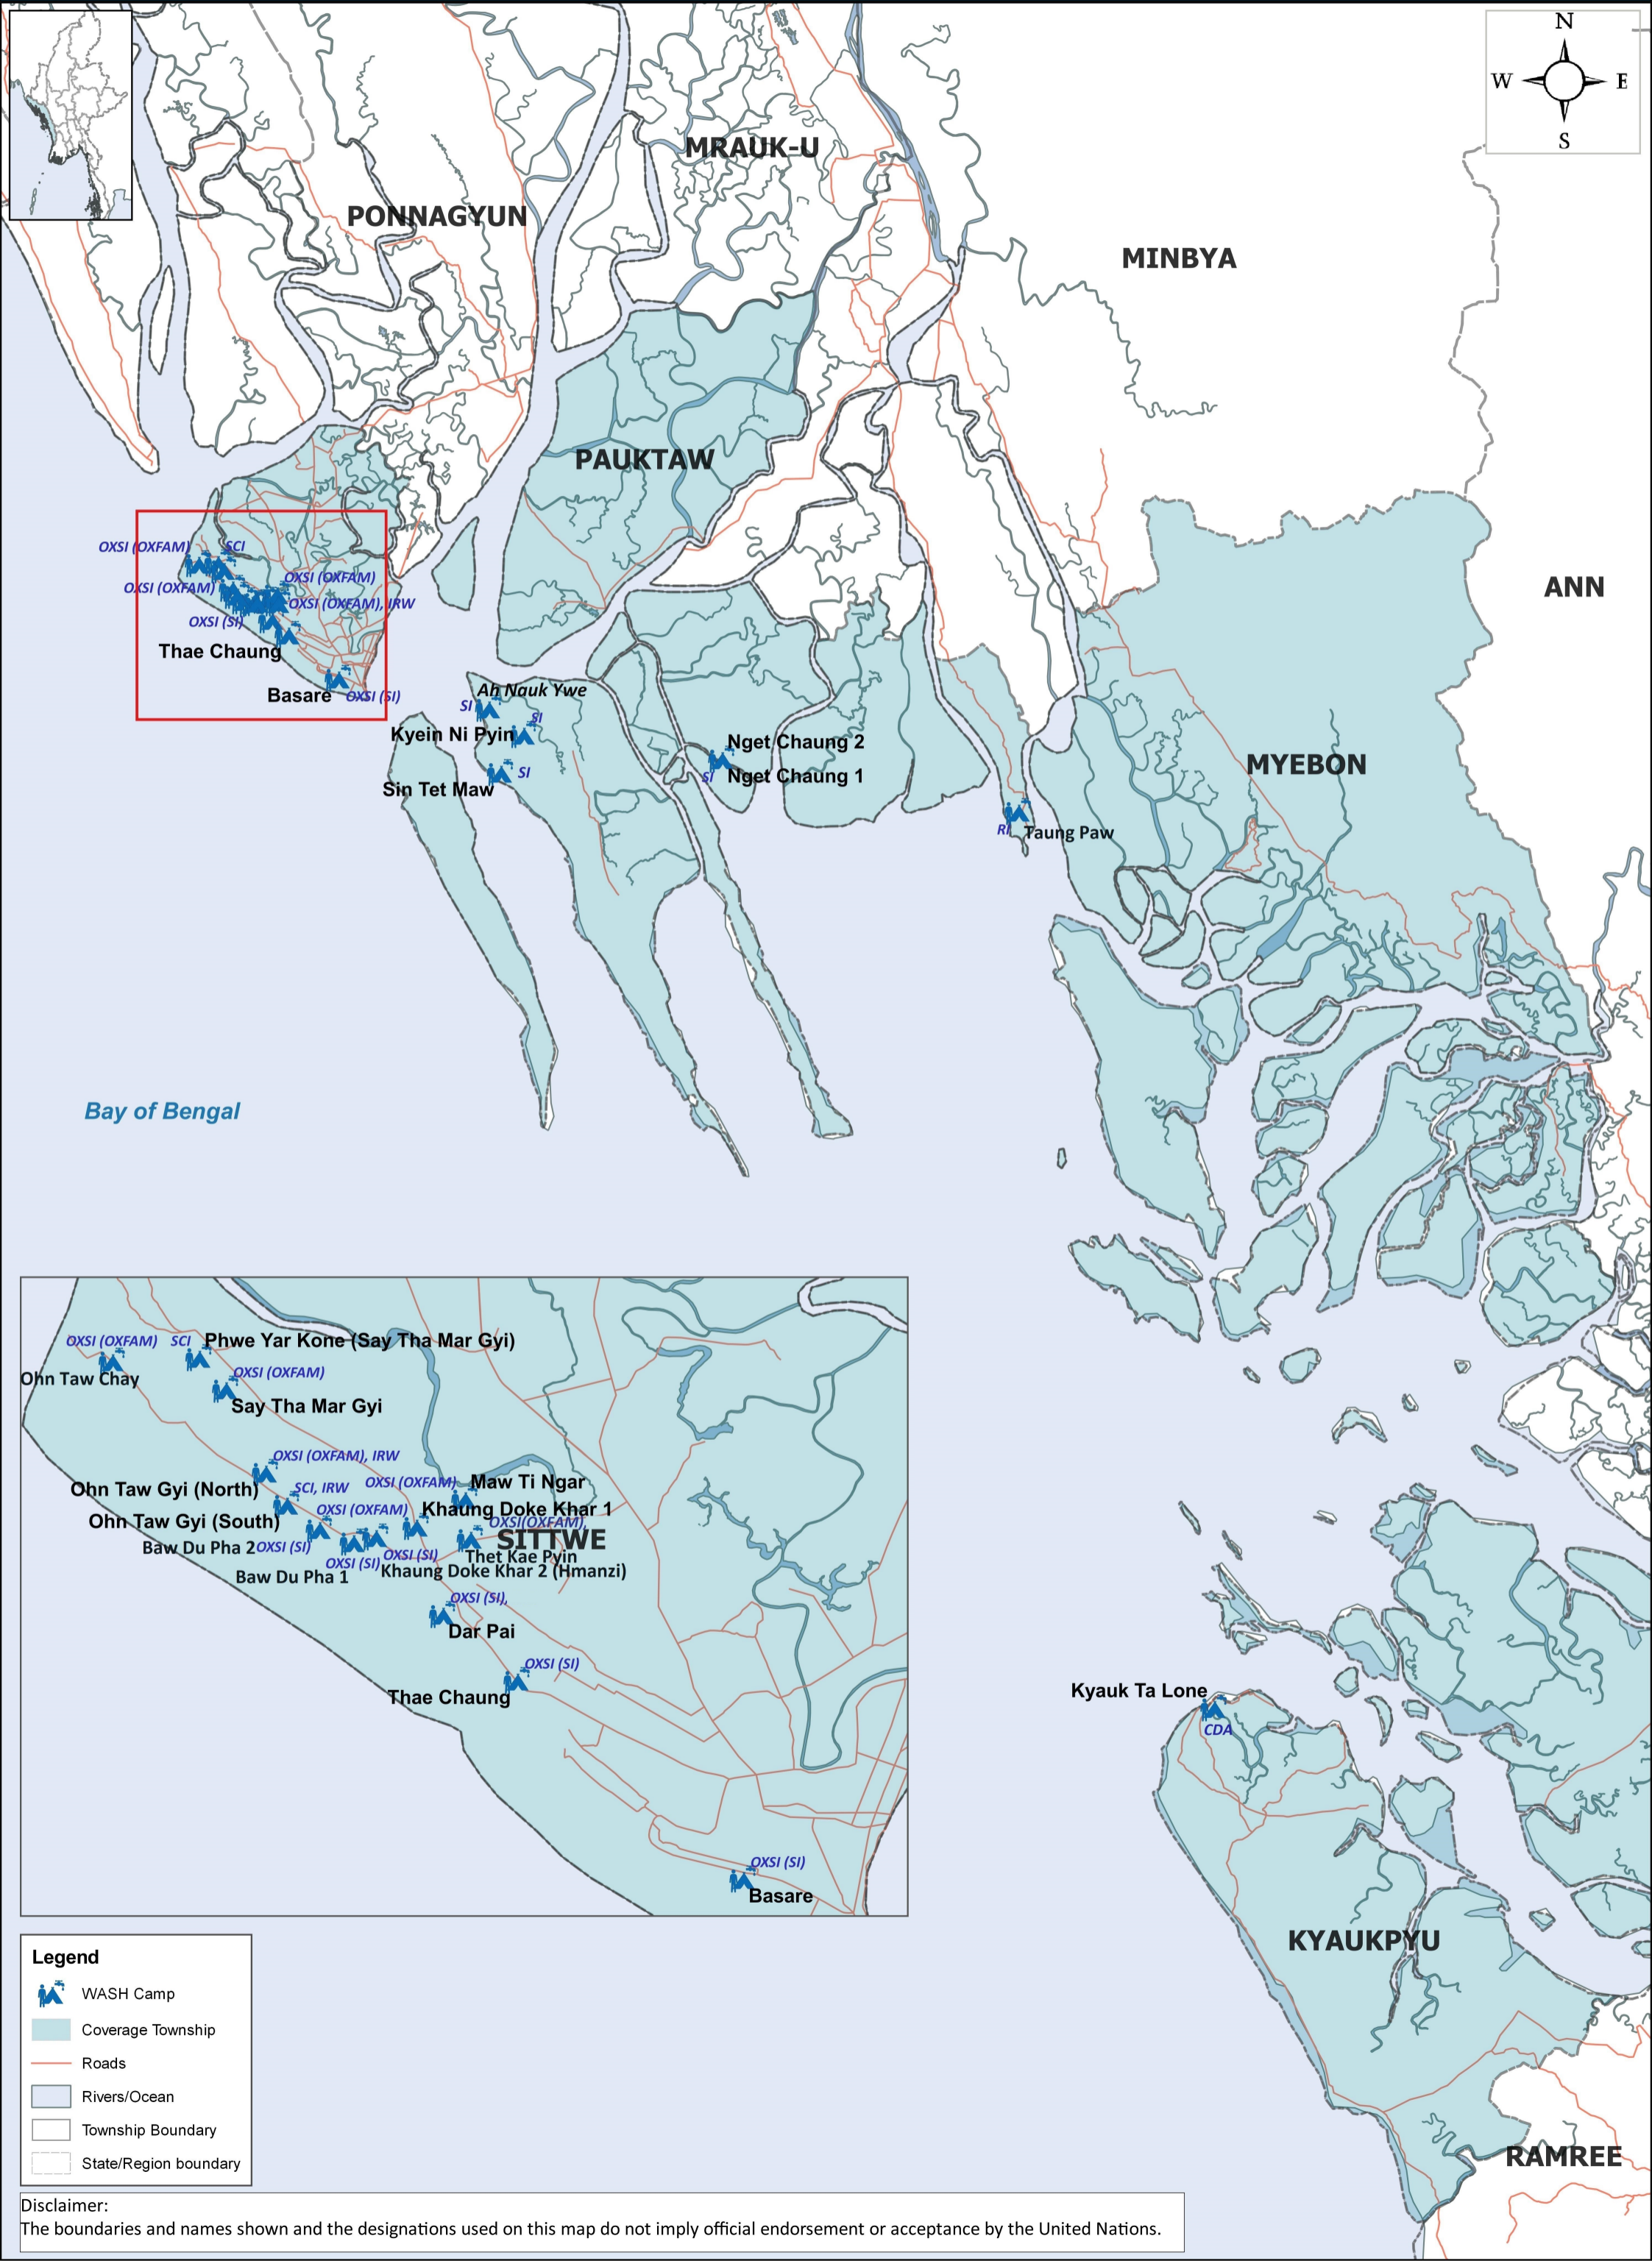 N
W E
S
MRAUK-U
PONNAGYUN
MINBYA
PAUKTAW
ANN
OXSI (OXFAM)
SCI
OXSI (OXFAM)
OXSI (OXFAM)
OXSI (OXFAM), IRW
OXSI (SI)
Thae Chaung
Basare
OXSI (SI)
Ah Nauk Ywe
SI
SI
Kyein Ni Pyin
SI
Sin Tet Maw
Nget Chaung 2
SI
Nget Chaung 1
MYEBON
RI
Taung Paw
Bay of Bengal
OXSI (OXFAM)
SCI
Phwe Yar Kone (Say Tha Mar Gyi)
Ohn Taw Chay
OXSI (OXFAM)
Say Tha Mar Gyi
OXSI (OXFAM), IRW
Ohn Taw Gyi (North)
SCI, IRW
OXSI (OXFAM)
Maw Ti Ngar
Ohn Taw Gyi (South)
OXSI (OXFAM)
Khaung Doke Khar 1
OXSI(OXFAM),
SITTWE
Baw Du Pha 2
OXSI (SI)
OXSI (SI)
OXSI (SI)
Thet Kae Pyin
Baw Du Pha 1
Khaung Doke Khar 2 (Hmanzi)
OXSI (SI),
Dar Pai
OXSI (SI)
Thae Chaung
OXSI (SI)
Basare
Kyauk Ta Lone
CDA
KYAUKPYU
RAMREE
Legend
WASH Camp
Coverage Township
Roads
Rivers/Ocean
Township Boundary
State/Region boundary
Disclaimer:
The boundaries and names shown and the designations used on this map do not imply official endorsement or acceptance by the United Nations.